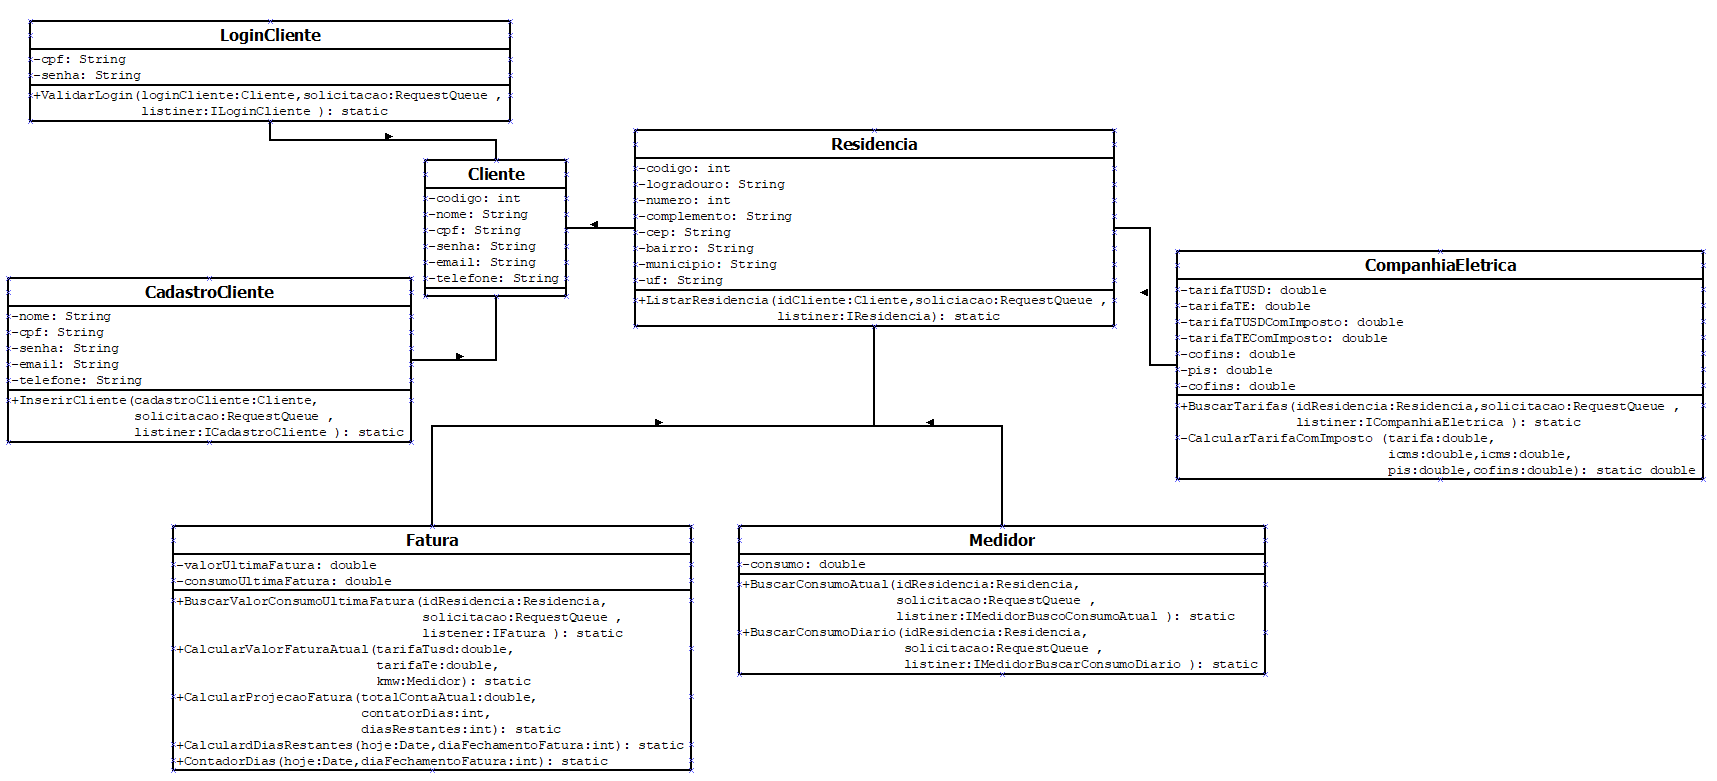 LoginCliente
-cpf: String
-senha: String
+ValidarLogin(loginCliente:Cliente,solicitacao:RequestQueue ,
listiner:ILoginCliente ): static
Cliente
-codigo: int
-nome: String
-cpf: String
-senha: String
-email: String
-telefone: String
CadastroCliente
-nome: String
-cpf: String
-senha: String
-email: String
-telefone: String
+InserirCliente(cadastroCliente:Cliente,
solicitacao:RequestQueue ,
listiner:ICadastroCliente ): static
Residencia
-codigo: int
-logradouro: String
-numero: int
-complemento: String
-cep: String
-bairro: String
-municipio: String
-uf: String
+ListarResidencia(idCliente:Cliente,soliciacao:RequestQueue ,
listiner:IResidencia): static
CompanhiaEletrica
-tarifaTUSD: double
-tarifaTE: double
-tarifaTUSDComImposto: double
-tarifaTEComImposto: double
-cofins: double
-pis: double
-cofins: double
+BuscarTarifas(idResidencia:Residencia,solicitacao:RequestQueue ,
listiner:ICompanhiaEletrica ): static
-CalcularTarifaComImposto (tarifa:double,
icms:double,icms:double,
pis:double,cofins:double): static double
Fatura
-valorUltimaFatura: double
-consumoUltimaFatura: double
+BuscarValorConsumoUltimaFatura(idResidencia:Residencia,
solicitacao:RequestQueue ,
listener:IFatura ): static
+CalcularValorFaturaAtual(tarifaTusd:double,
tarifaTe:double,
kmw:Medidor): static
+CalcularProjecaoFatura(totalContaAtual:double,
contatorDias:int,
diasRestantes:int): static
+CalculardDiasRestantes(hoje:Date,diaFechamentoFatura:int): static
+ContadorDias(hoje:Date,diaFechamentoFatura:int): static
Medidor
-consumo: double
+BuscarConsumoAtual(idResidencia:Residencia,
solicitacao:RequestQueue ,
listiner:IMedidorBuscoConsumoAtual ): static
+BuscarConsumoDiario(idResidencia:Residencia,
solicitacao:RequestQueue ,
listiner:IMedidorBuscarConsumoDiario ): static